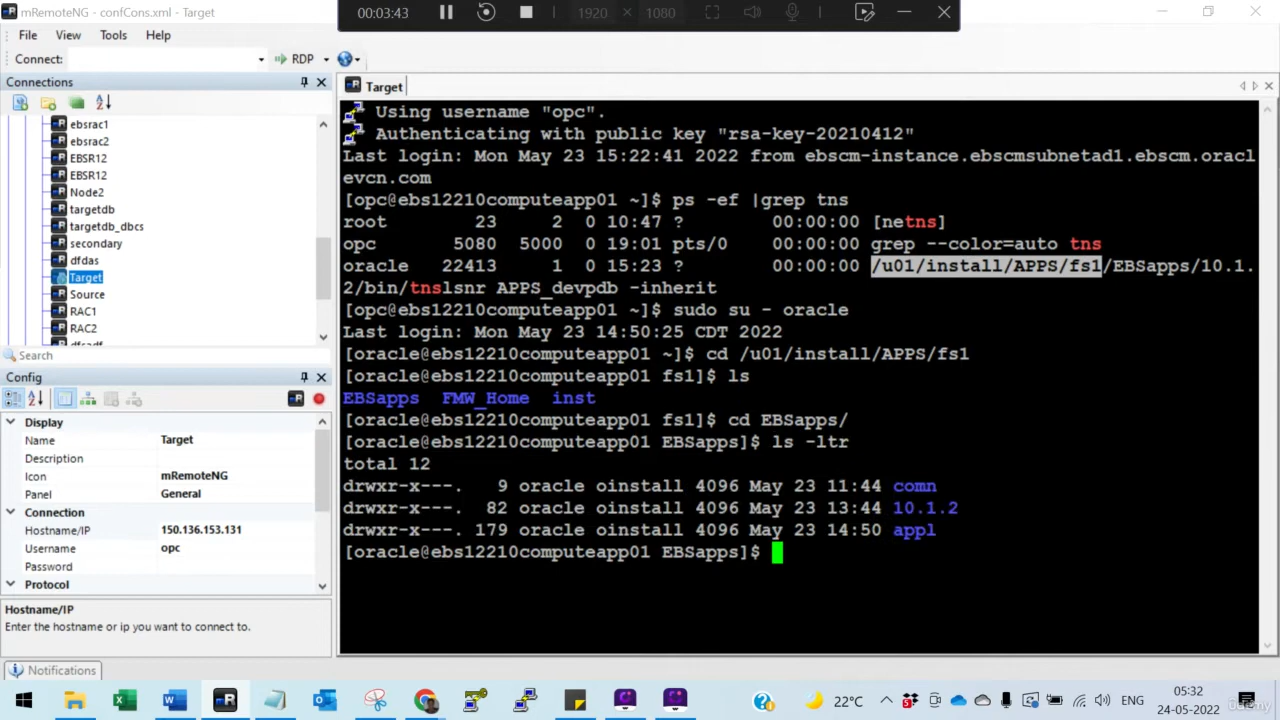 mRemoteNG - confCons.xml - Target
00:03:43
1920 × 1080
File View Tools Help
Connect:
RDP
Connections
Target
ebsrac1
ebsrac2
EBSR12
EBSR12
Node2
targetdb
targetdb_dbcs
secondary
dfdas
Target
Source
RAC1
RAC2
Search
Config
Display
Name Target
Description
Icon mRemoteNG
Panel General
Connection
Hostname/IP 150.136.153.131
Username opc
Password
Protocol
Hostname/IP
Enter the hostname or ip you want to connect to.
Notifications
Using username "opc".
Authenticating with public key "rsa-key-20210412"
Last login: Mon May 23 15:22:41 2022 from ebscm-instance.ebscmsubnetad1.ebscm.oracl
evcn.com
[opc@ebs12210computeapp01 ~]$ ps -ef |grep tns
root 23 2 0 10:47 ? 00:00:00 [netns]
opc 5080 5000 0 19:01 pts/0 00:00:00 grep --color=auto tns
oracle 22413 1 0 15:23 ? 00:00:00 /u01/install/APPS/fs1/EBSapps/10.1.
2/bin/tnslsnr APPS_devpdb -inherit
[opc@ebs12210computeapp01 ~]$ sudo su - oracle
Last login: Mon May 23 14:50:25 CDT 2022
[oracle@ebs12210computeapp01 ~]$ cd /u01/install/APPS/fs1
[oracle@ebs12210computeapp01 fs1]$ ls
EBSapps FMW_Home inst
[oracle@ebs12210computeapp01 fs1]$ cd EBSapps/
[oracle@ebs12210computeapp01 EBSapps]$ ls -ltr
total 12
drwxr-x---. 9 oracle oinstall 4096 May 23 11:44 comn
drwxr-x---. 82 oracle oinstall 4096 May 23 13:44 10.1.2
drwxr-x---. 179 oracle oinstall 4096 May 23 14:50 appl
[oracle@ebs12210computeapp01 EBSapps]$
22°C
ENG
05:32
24-05-2022
udemy